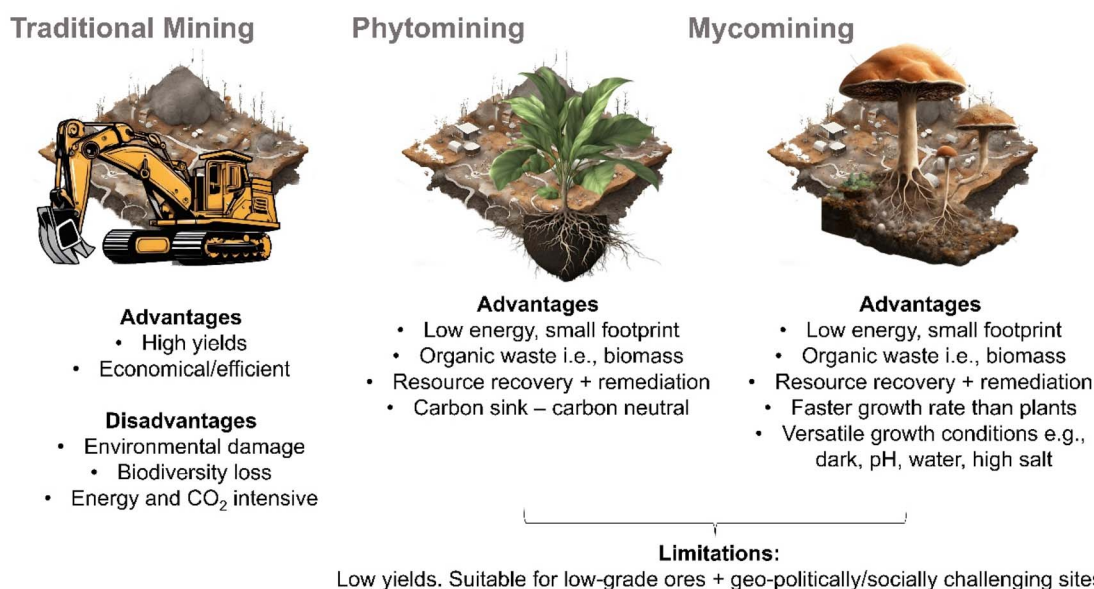 Traditional Mining
Phytomining
Mycomining
Advantages
• High yields
• Economical/efficient
Disadvantages
• Environmental damage
• Biodiversity loss
• Energy and CO₂ intensive
Advantages
• Low energy, small footprint
• Organic waste i.e., biomass
• Resource recovery + remediation
• Carbon sink – carbon neutral
Advantages
• Low energy, small footprint
• Organic waste i.e., biomass
• Resource recovery + remediation
• Faster growth rate than plants
• Versatile growth conditions e.g.,
dark, pH, water, high salt
Limitations:
Low yields. Suitable for low-grade ores + geo-politically/socially challenging sites